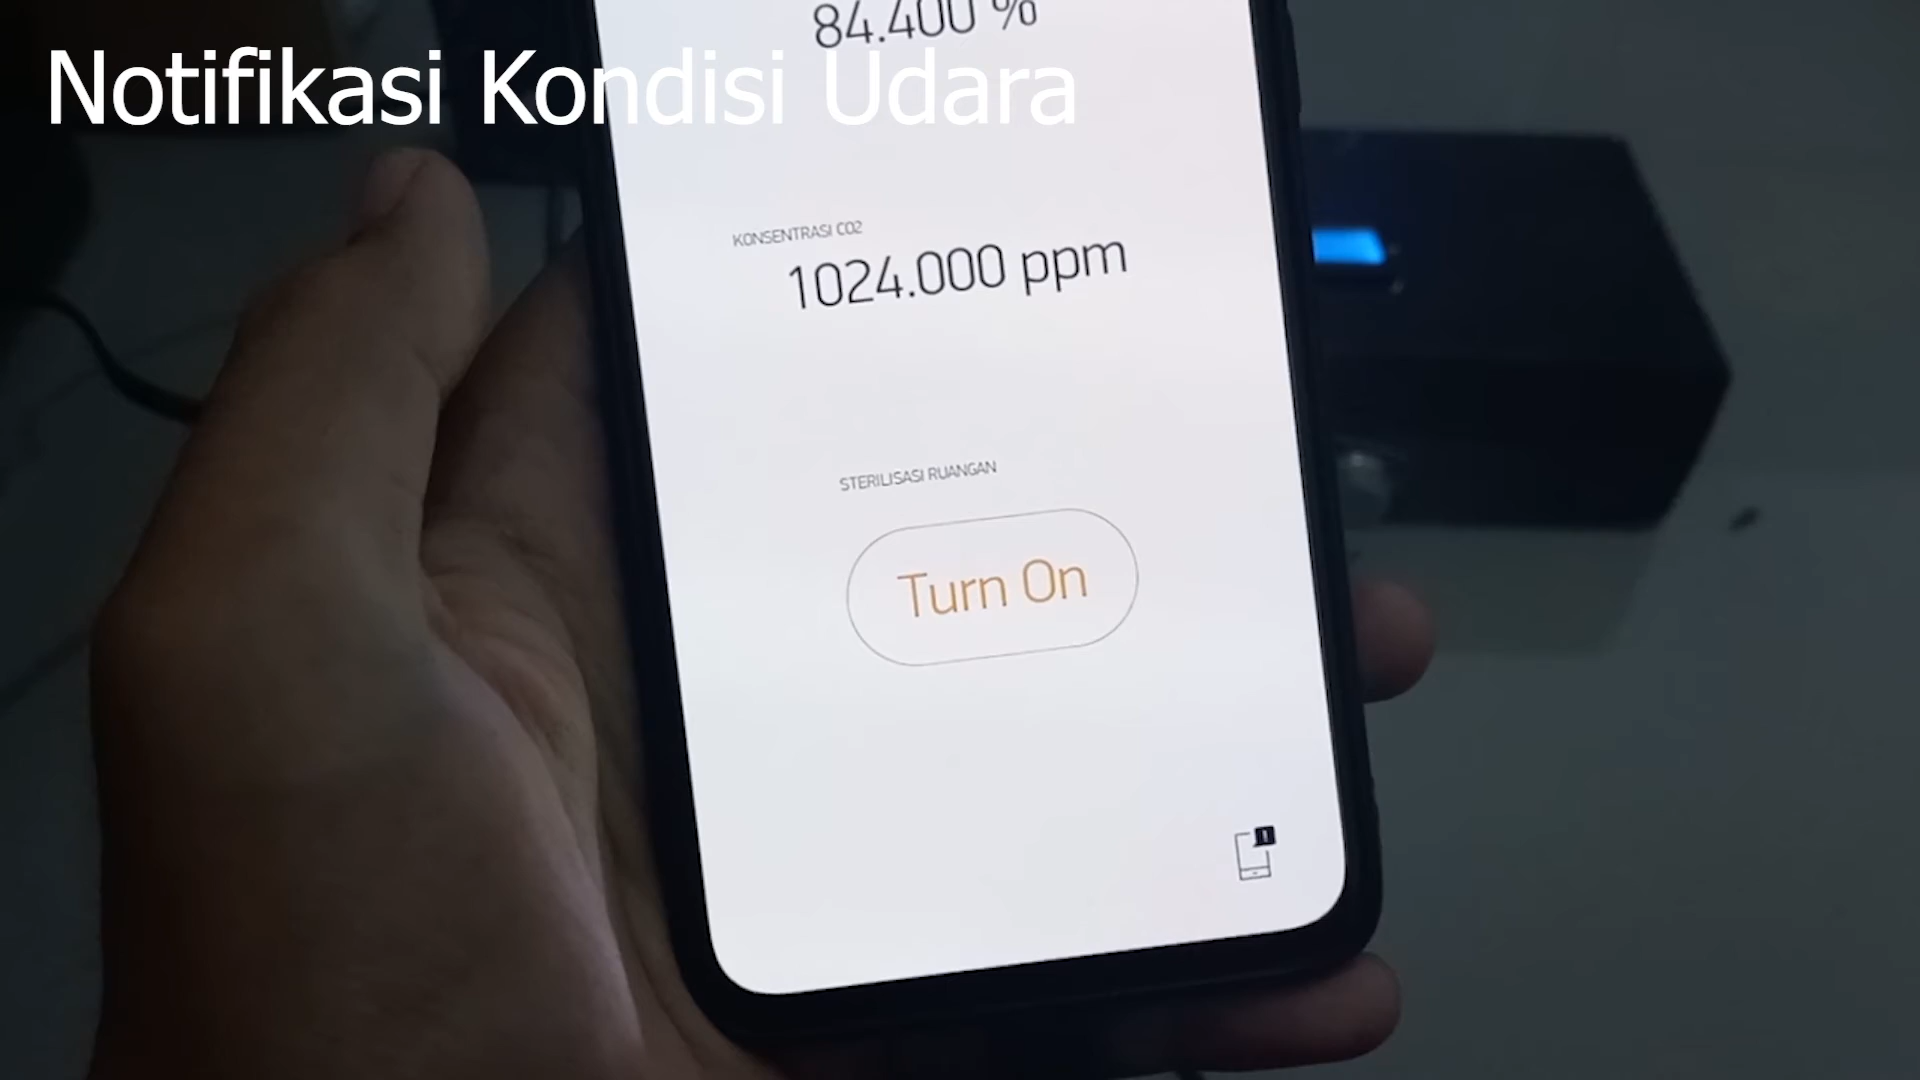 84.400 %
Notifikasi Kondisi Udara
KONSENTRASI CO2
1024.000 ppm
STERILISASI RUANGAN
Turn On